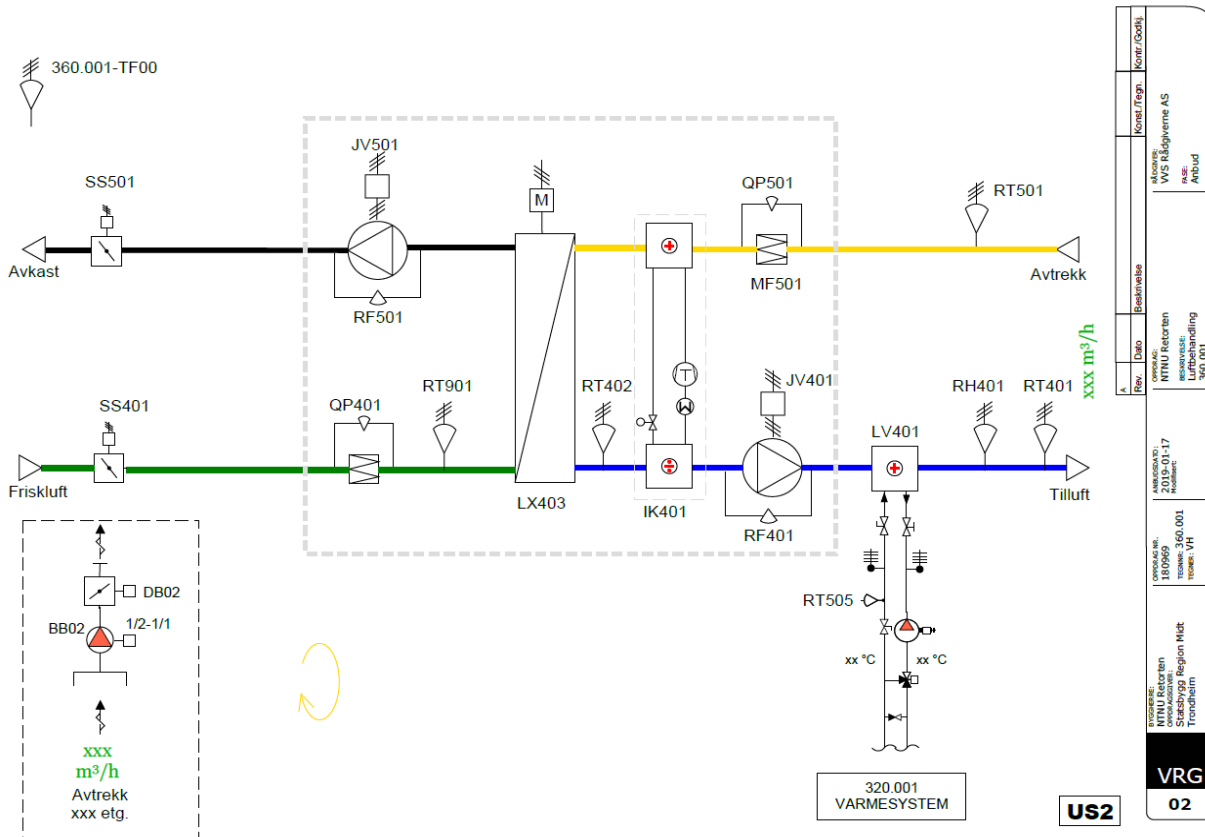 360.001-TF00
SS501
JV501
M
QP501
RT501
Avkast
RF501
MF501
Avtrekk
xxx m³/h
SS401
QP401
RT901
RT402
T
M
JV401
LV401
RH401
RT401
Friskluft
LX403
IK401
RF401
Tilluft
DB02
BB02
1/2-1/1
RT505
xx °C
xx °C
xxx
m³/h
Avtrekk
xxx etg.
320.001
VARMESYSTEM
US2
A
Rev.
Dato
Beskrivelse
Konst./Tegn.
Kontr./Godkj.
RÅDGIVER:
VVS Rådgiverne AS
FASE:
Anbud
OPPDRAG:
NTNU Retorten
BESKRIVELSE:
Luftbehandling
360.001
ANBUDSDATO:
2019-01-17
Modifisert:
OPPDRAG NR.
180969
TEGNNR: 360.001
TEGNER: VH
BYGGHERRE:
NTNU Retorten
OPPDRAGSGIVER:
Statsbygg Region Midt
Trondheim
VRG
02